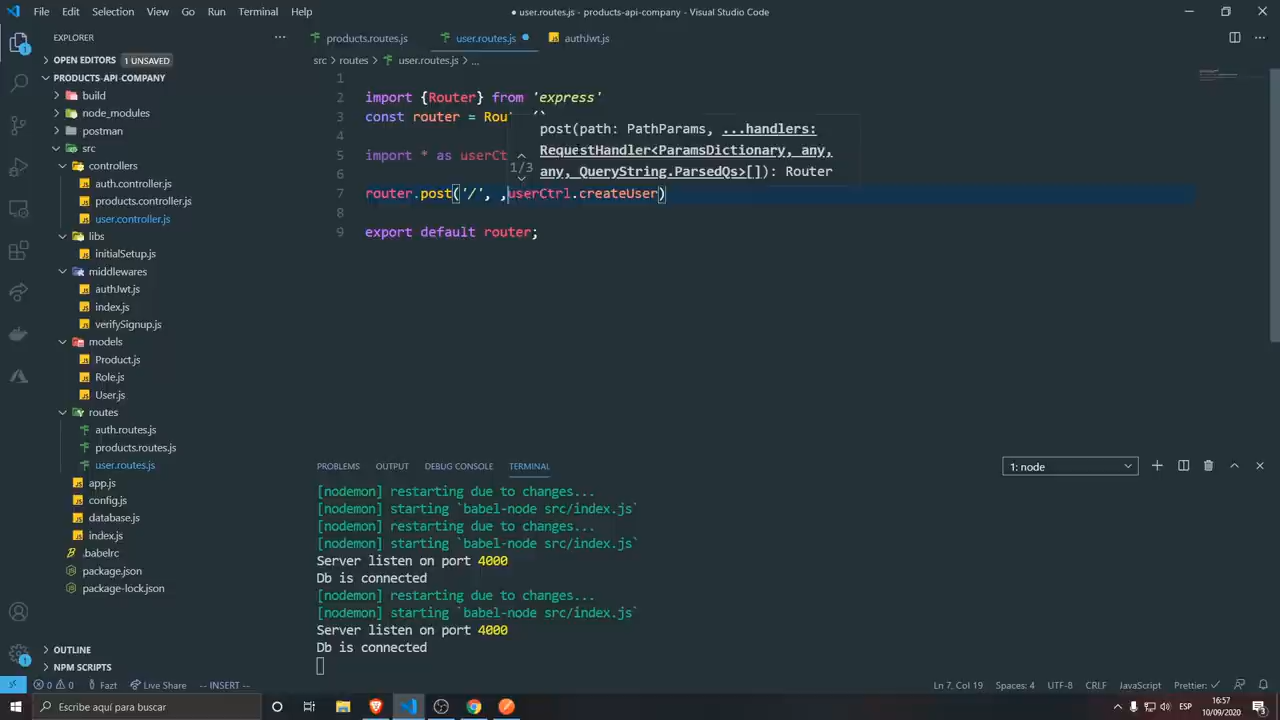 File Edit Selection View Go Run Terminal Help
● user.routes.js - products-api-company - Visual Studio Code
EXPLORER ...
OPEN EDITORS 1 UNSAVED
PRODUCTS-API-COMPANY
build
node_modules
postman
src
controllers
auth.controller.js
products.controller.js
user.controller.js
libs
initialSetup.js
middlewares
authJwt.js
index.js
verifySignup.js
models
Product.js
Role.js
User.js
routes
auth.routes.js
products.routes.js
user.routes.js
app.js
config.js
database.js
index.js
.babelrc
package.json
package-lock.json
OUTLINE
NPM SCRIPTS
products.routes.js user.routes.js authJwt.js
src > routes > user.routes.js > ...
1
2 import {Router} from 'express'
3 const router = Rou
4
5 import * as userCt
7 router.post('/', ,userCtrl.createUser)
8
9 export default router;
1/3
post(path: PathParams, ...handlers:
RequestHandler<ParamsDictionary, any,
any, QueryString.ParsedQs>[]): Router
PROBLEMS OUTPUT DEBUG CONSOLE TERMINAL 1: node
[nodemon] restarting due to changes...
[nodemon] starting `babel-node src/index.js`
[nodemon] restarting due to changes...
[nodemon] starting `babel-node src/index.js`
Server listen on port 4000
Db is connected
[nodemon] restarting due to changes...
[nodemon] starting `babel-node src/index.js`
Server listen on port 4000
Db is connected
0 0 Fazt Live Share -- INSERT -- Ln 7, Col 19 Spaces: 4 UTF-8 CRLF JavaScript Prettier: ✓
Escribe aquí para buscar
ESP
16:57
10/09/2020